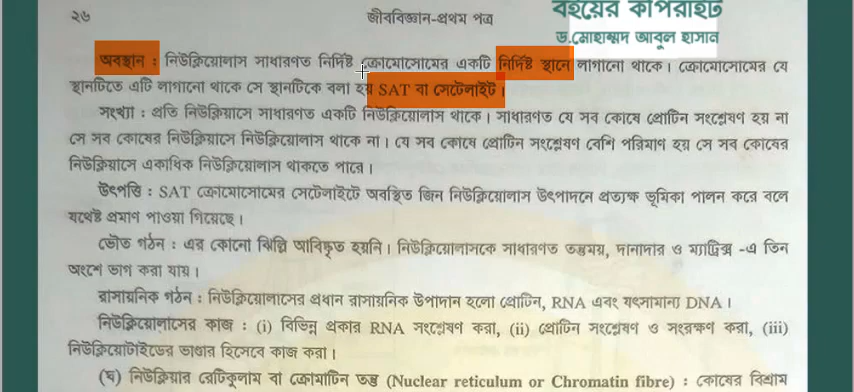 ২৬
জীববিজ্ঞান-প্রথম পত্র
বইয়ের কাপরাইট
ড.মোহাম্মদ আবুল হাসান
অবস্থান : নিউক্লিয়োলাস সাধারণত নির্দিষ্ট ক্রোমোসোমের একটি নির্দিষ্ট স্থানে লাগানো থাকে। ক্রোমোসোমের যে
স্থানটিতে এটি লাগানো থাকে সে স্থানটিকে বলা হয় SAT বা সেটেলাইট।
সংখ্যা : প্রতি নিউক্লিয়াসে সাধারণত একটি নিউক্লিয়োলাস থাকে। সাধারণত যে সব কোষে প্রোটিন সংশ্লেষণ হয় না
সে সব কোষের নিউক্লিয়াসে নিউক্লিয়োলাস থাকে না। যে সব কোষে প্রোটিন সংশ্লেষণ বেশি পরিমাণ হয় সে সব কোষের
নিউক্লিয়াসে একাধিক নিউক্লিয়োলাস থাকতে পারে।
উৎপত্তি : SAT ক্রোমোসোমের সেটেলাইটে অবস্থিত জিন নিউক্লিয়োলাস উৎপাদনে প্রত্যক্ষ ভূমিকা পালন করে বলে
যথেষ্ট প্রমাণ পাওয়া গিয়েছে।
ভৌত গঠন : এর কোনো ঝিল্লি আবিষ্কৃত হয়নি। নিউক্লিয়োলাসকে সাধারণত তন্তুময়, দানাদার ও ম্যাট্রিক্স -এ তিন
অংশে ভাগ করা যায়।
রাসায়নিক গঠন : নিউক্লিয়োলাসের প্রধান রাসায়নিক উপাদান হলো প্রোটিন, RNA এবং যৎসামান্য DNA।
নিউক্লিয়োলাসের কাজ : (i) বিভিন্ন প্রকার RNA সংশ্লেষণ করা, (ii) প্রোটিন সংশ্লেষণ ও সংরক্ষণ করা, (iii)
নিউক্লিয়োটাইডের ভাণ্ডার হিসেবে কাজ করা।
(ঘ) নিউক্লিয়ার রেটিকুলাম বা ক্রোমাটিন তন্তু (Nuclear reticulum or Chromatin fibre) : কোষের বিশ্রাম